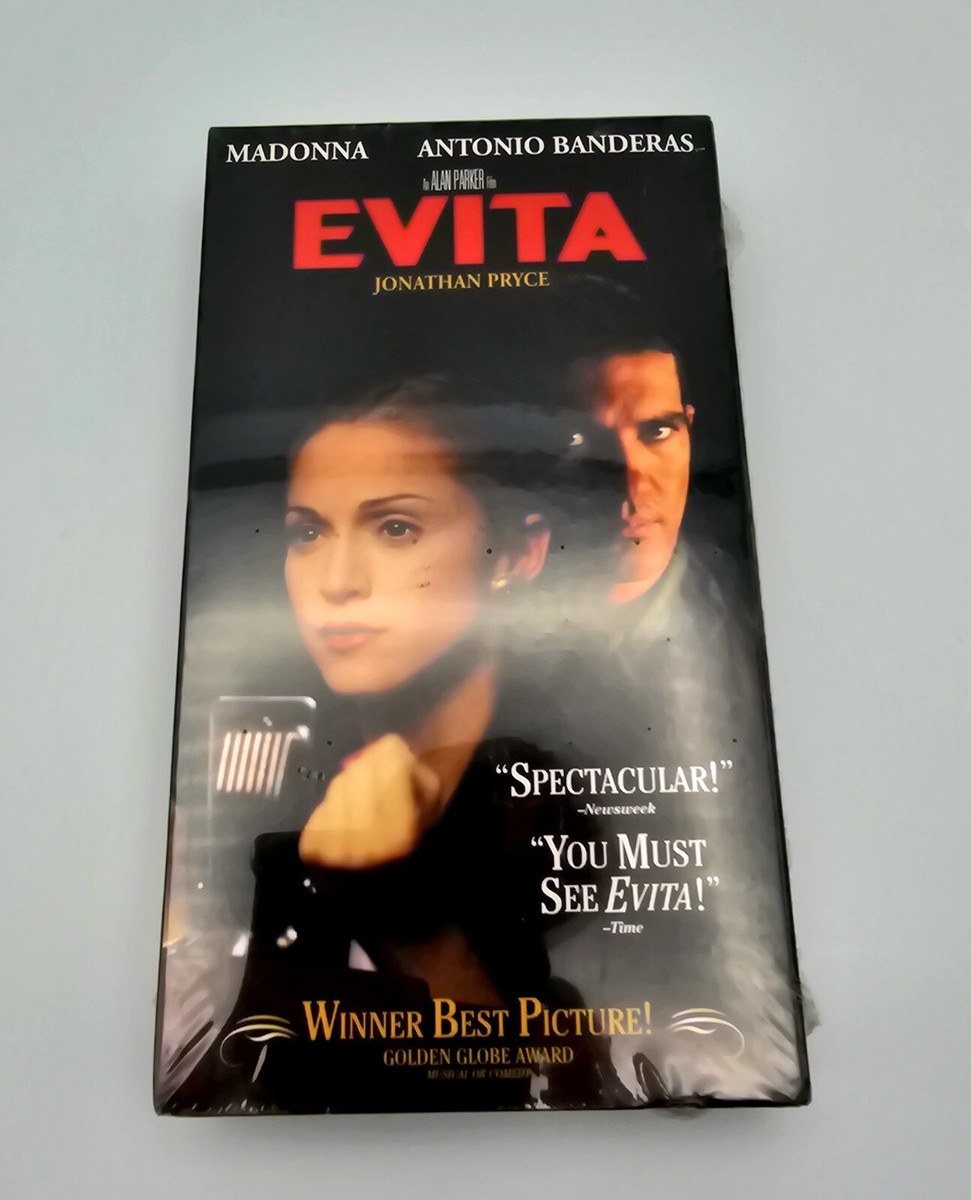 MADONNA ANTONIO BANDERAS
An ALAN PARKER Film
EVITA
JONATHAN PRYCE
“SPECTACULAR!”
–Newsweek
“YOU MUST
SEE EVITA!”
–Time
WINNER BEST PICTURE!
GOLDEN GLOBE AWARD
MUSICAL OR COMEDY